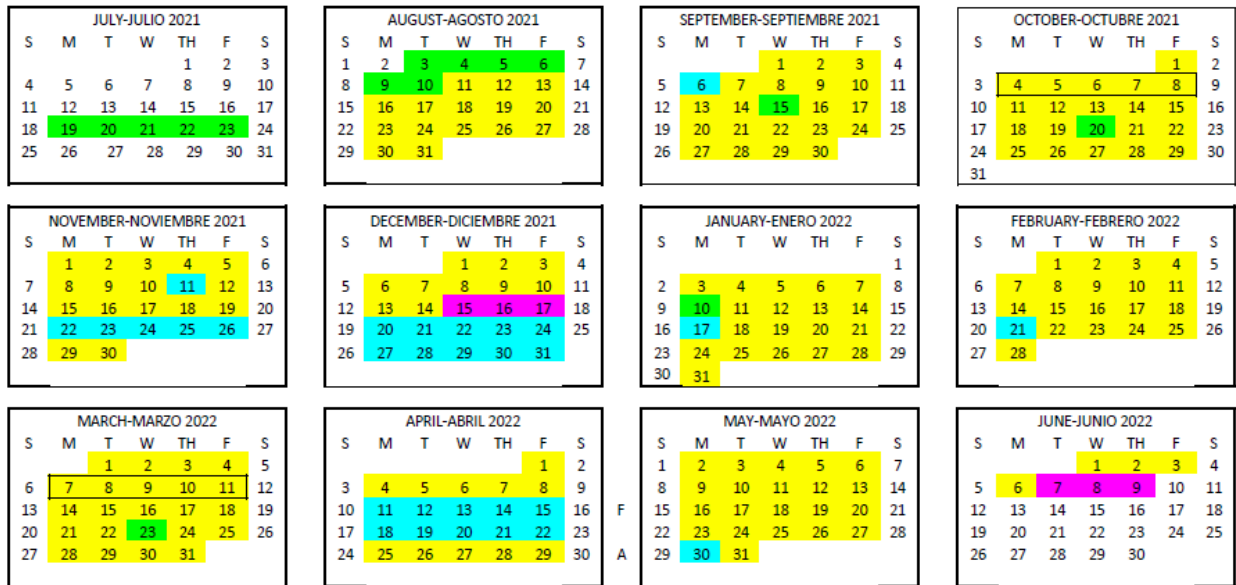 JULY-JULIO 2021
S M T W TH F S
1 2 3
4 5 6 7 8 9 10
11 12 13 14 15 16 17
18 19 20 21 22 23 24
25 26 27 28 29 30 31
AUGUST-AGOSTO 2021
S M T W TH F S
1 2 3 4 5 6 7
8 9 10 11 12 13 14
15 16 17 18 19 20 21
22 23 24 25 26 27 28
29 30 31
SEPTEMBER-SEPTIEMBRE 2021
S M T W TH F S
1 2 3 4
5 6 7 8 9 10 11
12 13 14 15 16 17 18
19 20 21 22 23 24 25
26 27 28 29 30
OCTOBER-OCTUBRE 2021
S M T W TH F S
1 2
3 4 5 6 7 8 9
10 11 12 13 14 15 16
17 18 19 20 21 22 23
24 25 26 27 28 29 30
31
NOVEMBER-NOVIEMBRE 2021
S M T W TH F S
1 2 3 4 5 6
7 8 9 10 11 12 13
14 15 16 17 18 19 20
21 22 23 24 25 26 27
28 29 30
DECEMBER-DICIEMBRE 2021
S M T W TH F S
1 2 3 4
5 6 7 8 9 10 11
12 13 14 15 16 17 18
19 20 21 22 23 24 25
26 27 28 29 30 31
JANUARY-ENERO 2022
S M T W TH F S
1
2 3 4 5 6 7 8
9 10 11 12 13 14 15
16 17 18 19 20 21 22
23 24 25 26 27 28 29
30 31
FEBRUARY-FEBRERO 2022
S M T W TH F S
1 2 3 4 5
6 7 8 9 10 11 12
13 14 15 16 17 18 19
20 21 22 23 24 25 26
27 28
MARCH-MARZO 2022
S M T W TH F S
1 2 3 4 5
6 7 8 9 10 11 12
13 14 15 16 17 18 19
20 21 22 23 24 25 26
27 28 29 30 31
APRIL-ABRIL 2022
S M T W TH F S
1 2
3 4 5 6 7 8 9
10 11 12 13 14 15 16 F
17 18 19 20 21 22 23
24 25 26 27 28 29 30 A
MAY-MAYO 2022
S M T W TH F S
1 2 3 4 5 6 7
8 9 10 11 12 13 14
15 16 17 18 19 20 21
22 23 24 25 26 27 28
29 30 31
JUNE-JUNIO 2022
S M T W TH F S
1 2 3 4
5 6 7 8 9 10 11
12 13 14 15 16 17 18
19 20 21 22 23 24 25
26 27 28 29 30